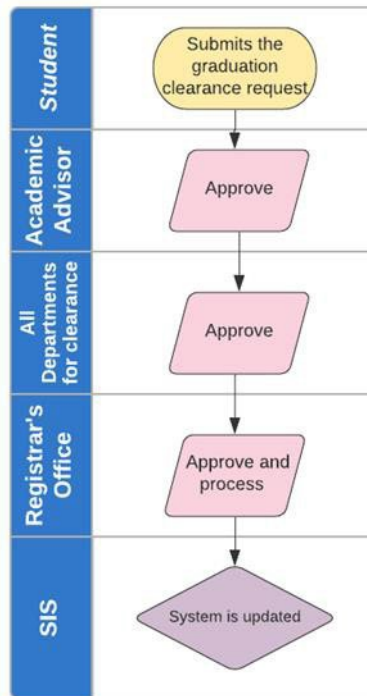 Student
Submits the
graduation
clearance request
Academic
Advisor
Approve
All
Departments
for clearance
Approve
Registrar's
Office
Approve and
process
SIS
System is updated